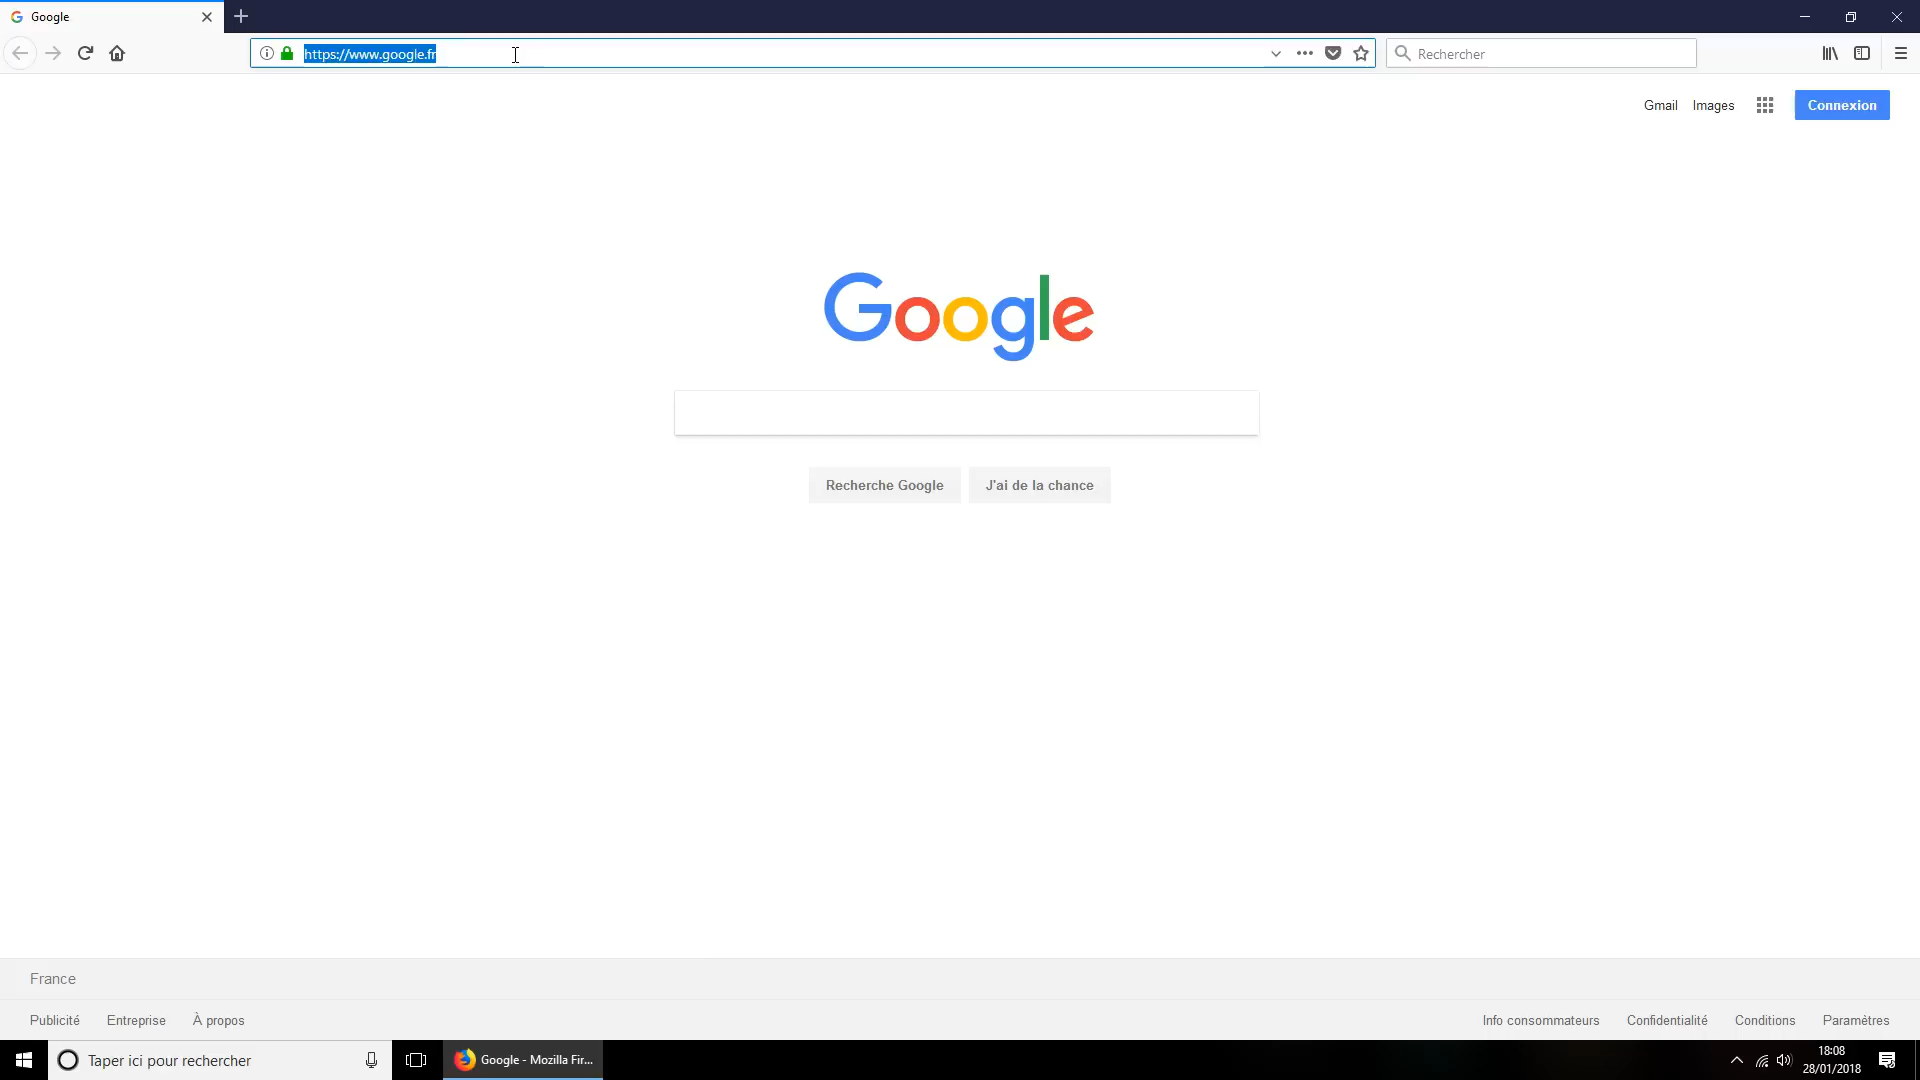 Google
https://www.google.fr
Rechercher
Gmail Images Connexion
Google
Recherche Google J'ai de la chance
France
Publicité Entreprise À propos Info consommateurs Confidentialité Conditions Paramètres
Taper ici pour rechercher Google - Mozilla Fir... 18:08
28/01/2018